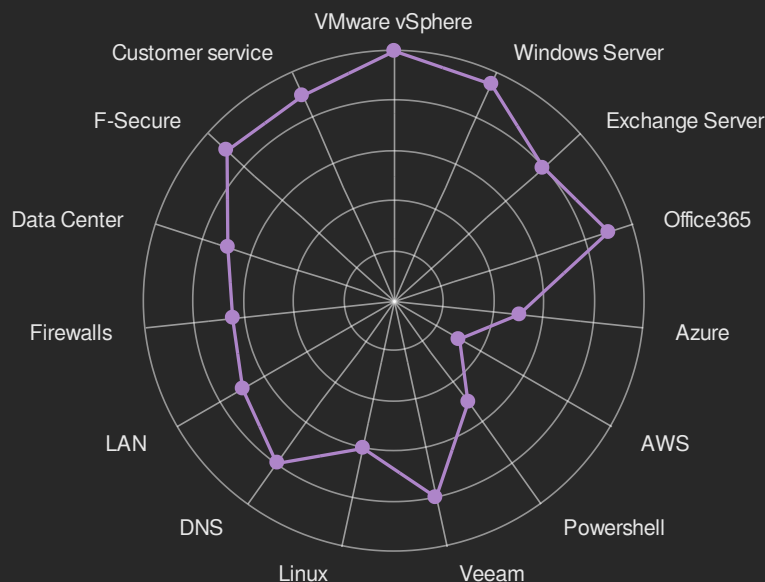 VMware vSphere
Customer service
Windows Server
F-Secure
Exchange Server
Data Center
Office365
Firewalls
Azure
LAN
AWS
DNS
Powershell
Linux
Veeam